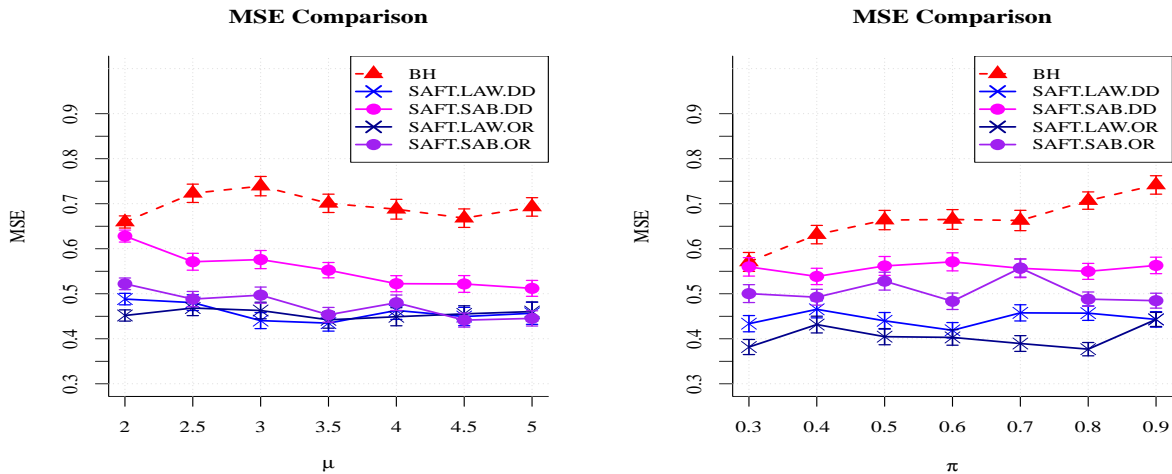 MSE Comparison
BH
SAFT.LAW.DD
SAFT.SAB.DD
SAFT.LAW.OR
SAFT.SAB.OR
MSE
0.9
0.8
0.7
0.6
0.5
0.4
0.3
2 2.5 3 3.5 4 4.5 5
μ
MSE Comparison
BH
SAFT.LAW.DD
SAFT.SAB.DD
SAFT.LAW.OR
SAFT.SAB.OR
MSE
0.9
0.8
0.7
0.6
0.5
0.4
0.3
0.3 0.4 0.5 0.6 0.7 0.8 0.9
π